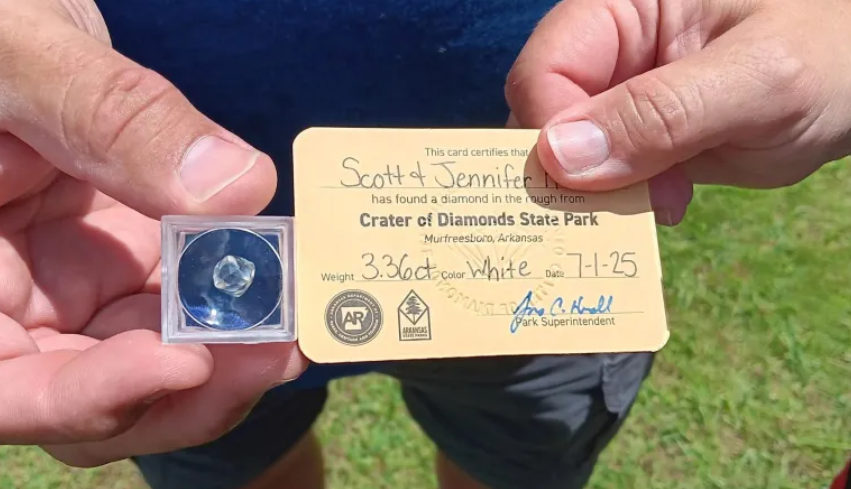 This card certifies that
Scott & Jennifer
has found a diamond in the rough from
Crater of Diamonds State Park
Murfreesboro, Arkansas
Weight 3.36ct Color White Date 7-1-25
Park Superintendent
AR
ARKANSAS